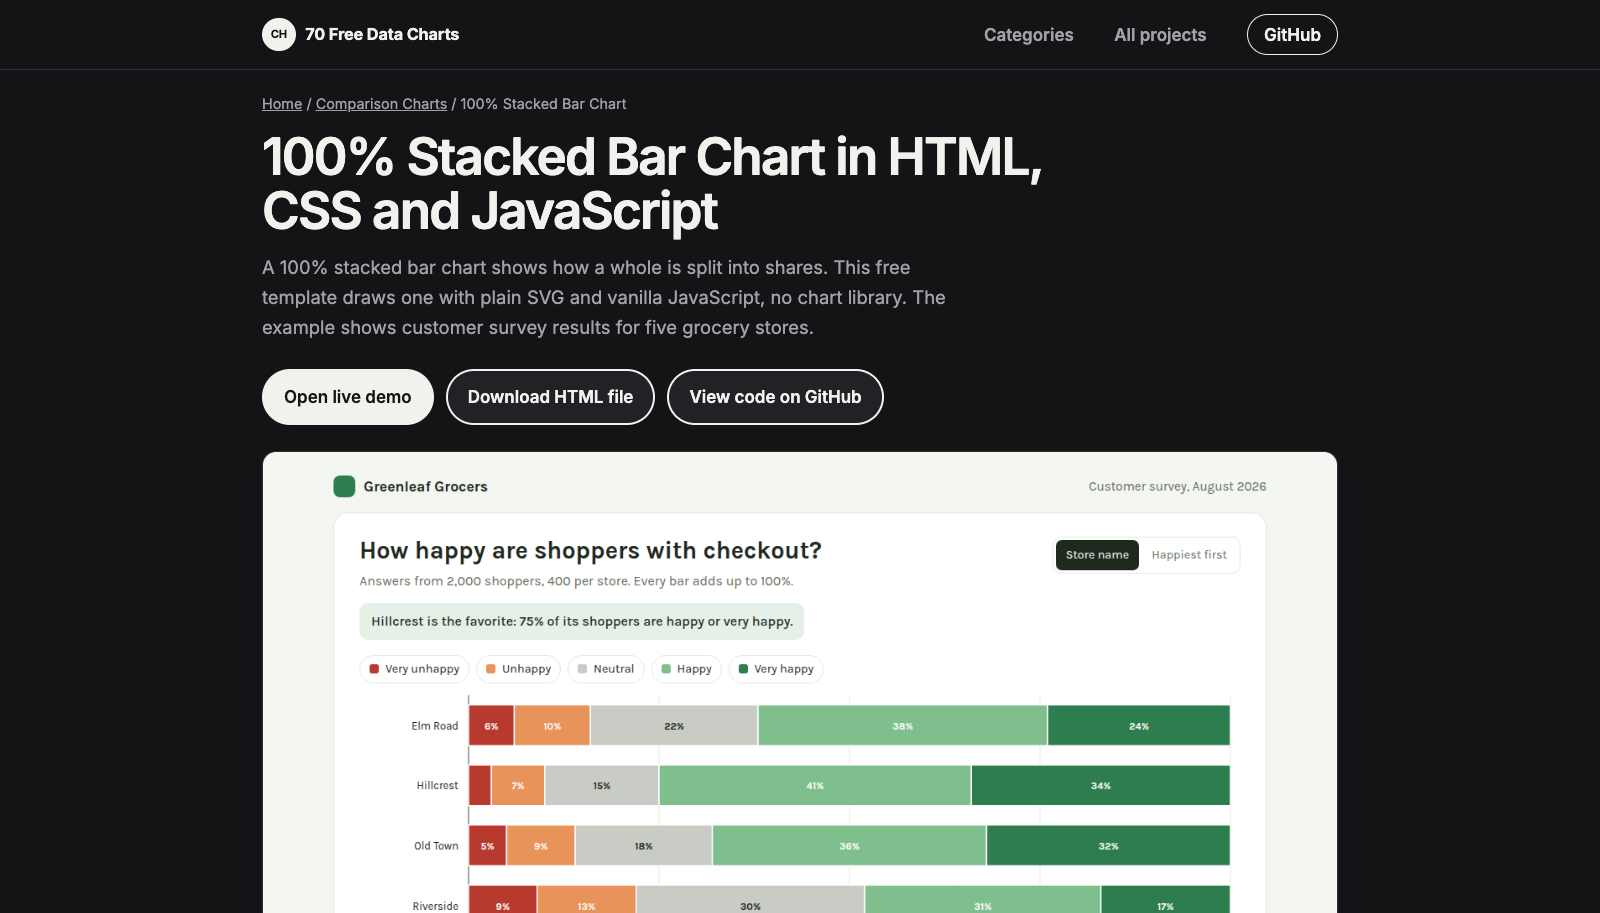 CH 70 Free Data Charts
Categories All projects GitHub
Home / Comparison Charts / 100% Stacked Bar Chart
100% Stacked Bar Chart in HTML,
CSS and JavaScript
A 100% stacked bar chart shows how a whole is split into shares. This free
template draws one with plain SVG and vanilla JavaScript, no chart library. The
example shows customer survey results for five grocery stores.
Open live demo Download HTML file View code on GitHub
Greenleaf Grocers Customer survey, August 2026
How happy are shoppers with checkout?
Store name Happiest first
Answers from 2,000 shoppers, 400 per store. Every bar adds up to 100%.
Hillcrest is the favorite: 75% of its shoppers are happy or very happy.
Very unhappy Unhappy Neutral Happy Very happy
Elm Road 6% 10% 22% 38% 24%
Hillcrest 7% 15% 41% 34%
Old Town 5% 9% 18% 36% 32%
Riverside 9% 13% 30% 31% 17%